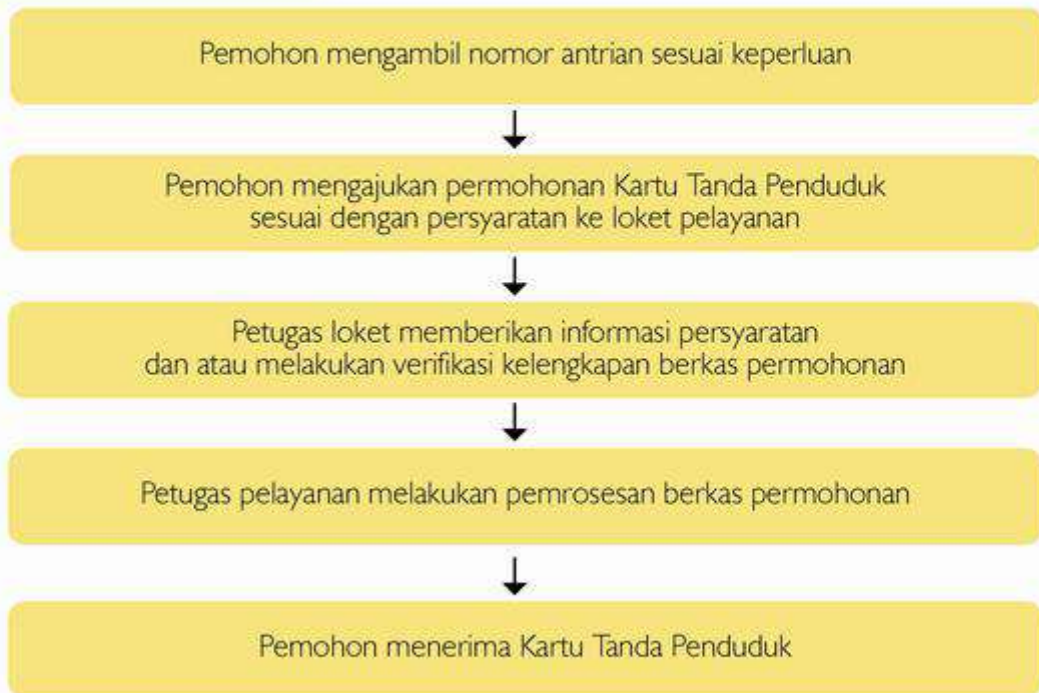 Pemohon mengambil nomor antrian sesuai keperluan
Pemohon mengajukan permohonan Kartu Tanda Penduduk
sesuai dengan persyaratan ke loket pelayanan
Petugas loket memberikan informasi persyaratan
dan atau melakukan verifikasi kelengkapan berkas permohonan
Petugas pelayanan melakukan pemrosesan berkas permohonan
Pemohon menerima Kartu Tanda Penduduk